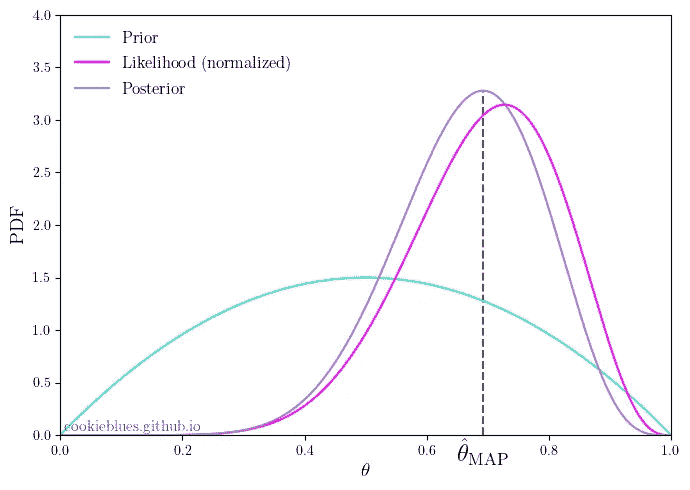 4.0
3.5
3.0
2.5
2.0
1.5
1.0
0.5
0.0
PDF
Prior
Likelihood (normalized)
Posterior
cookieblues.github.io
0.0 0.2 0.4 0.6 0.8 1.0
θ̂MAP
θ